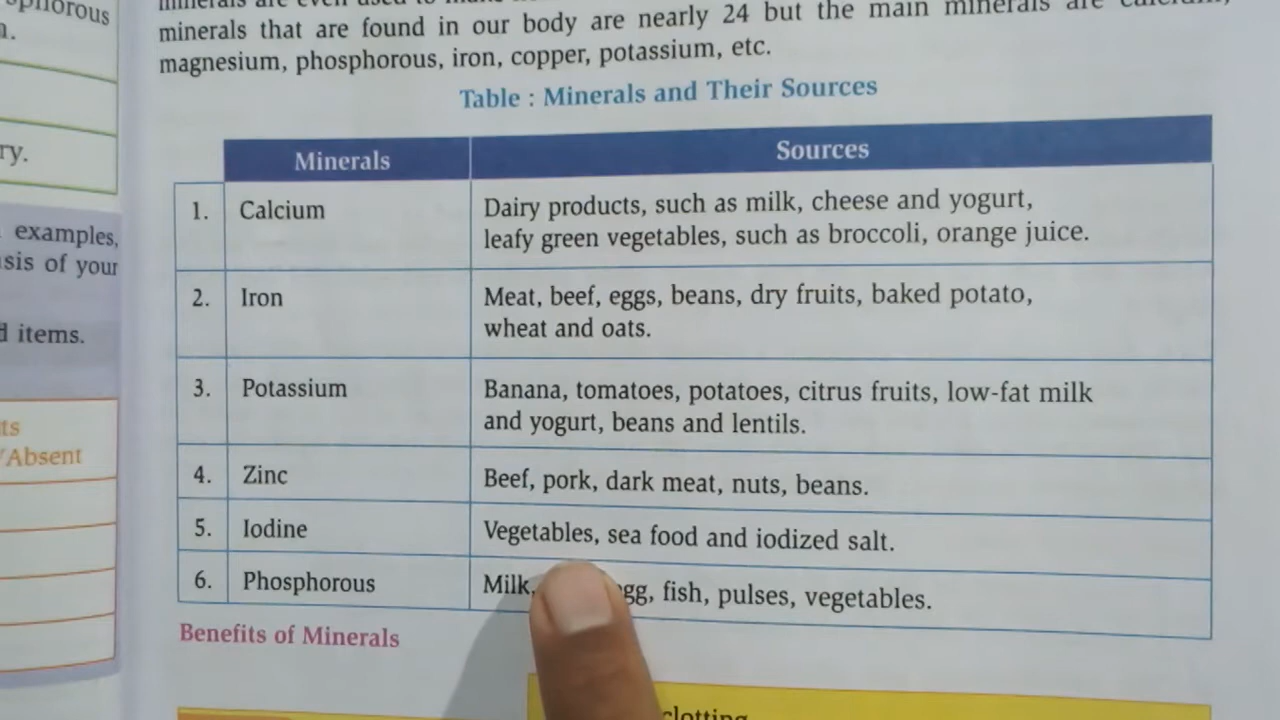 minerals that are found in our body are nearly 24 but the main minerals are
magnesium, phosphorous, iron, copper, potassium, etc.
Table : Minerals and Their Sources
Minerals Sources
1. Calcium Dairy products, such as milk, cheese and yogurt,
leafy green vegetables, such as broccoli, orange juice.
2. Iron Meat, beef, eggs, beans, dry fruits, baked potato,
wheat and oats.
3. Potassium Banana, tomatoes, potatoes, citrus fruits, low-fat milk
and yogurt, beans and lentils.
4. Zinc Beef, pork, dark meat, nuts, beans.
5. Iodine Vegetables, sea food and iodized salt.
6. Phosphorous Milk, fish, pulses, vegetables.
Benefits of Minerals
clotting
examples,
of your
items.
Absent